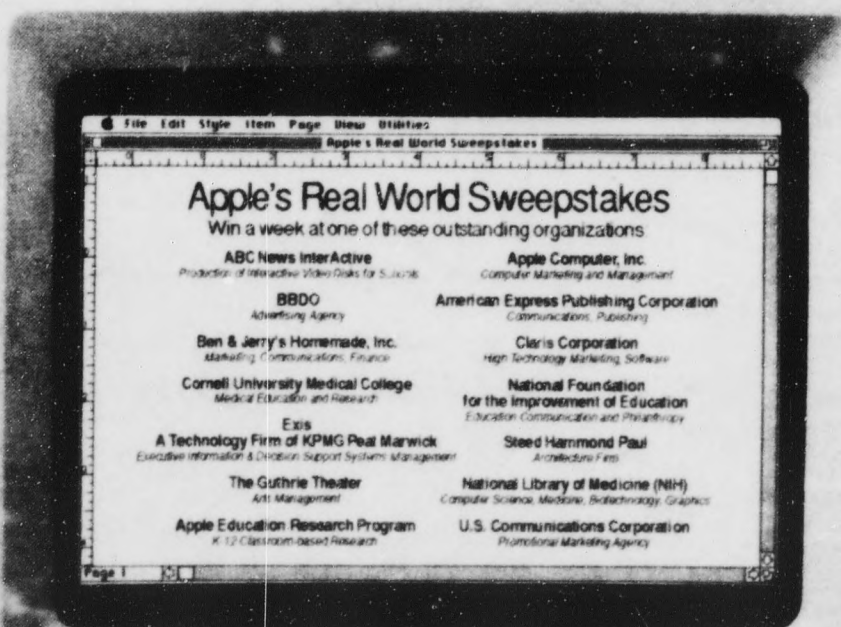 File Edit Style Item Page View Utilities
Apple's Real World Sweepstakes
Apple's Real World Sweepstakes
Win a week at one of these outstanding organizations
ABC News InterActive
Production of Interactive Video Disks for Schools
BBDO
Advertising Agency
Ben & Jerry's Homemade, Inc.
Marketing, Communications, Finance
Cornell University Medical College
Medical Education and Research
Exis
A Technology Firm of KPMG Peat Marwick
Executive Information & Decision Support Systems Management
The Guthrie Theater
Arts Management
Apple Education Research Program
K-12 Classroom-based Research
Apple Computer, Inc.
Computer Marketing and Management
American Express Publishing Corporation
Communications, Publishing
Claris Corporation
High Technology Marketing, Software
National Foundation
for the Improvement of Education
Education Communication and Philanthropy
Steed Hammond Paul
Architecture Firm
National Library of Medicine (NIH)
Computer Science, Medicine, Biotechnology, Graphics
U.S. Communications Corporation
Promotional Marketing Agency
Page 1